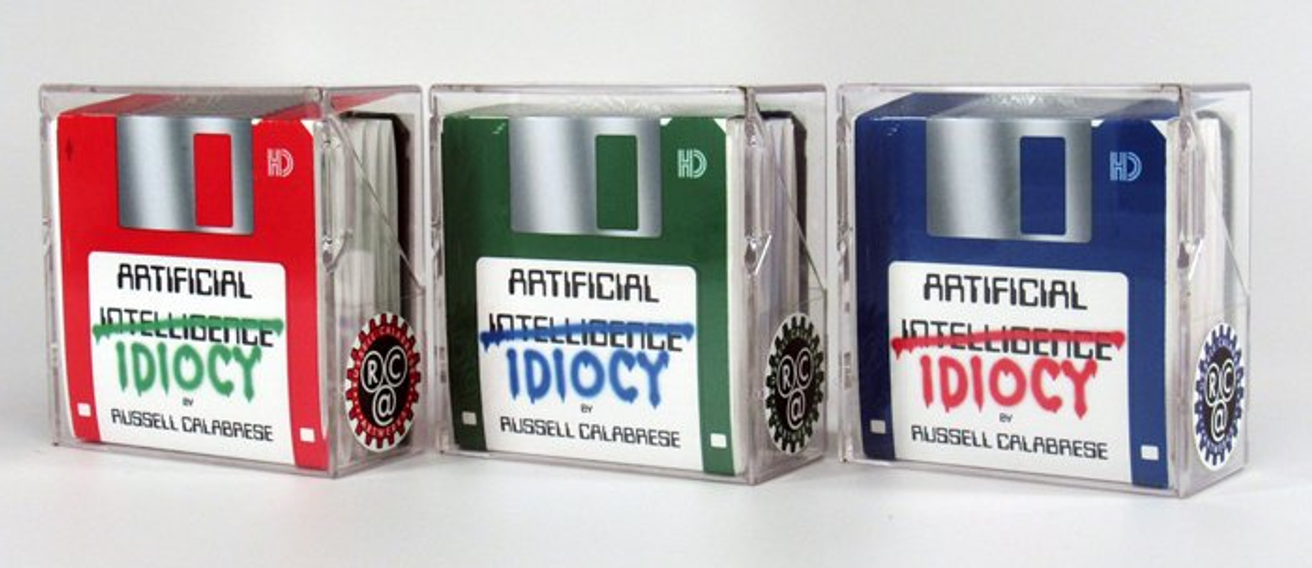 HD
ARTIFICIAL
INTELLIGENCE
IDIOCY
BY
RUSSELL CALABRESE
RC
@
HD
ARTIFICIAL
INTELLIGENCE
IDIOCY
BY
RUSSELL CALABRESE
RC
@
HD
ARTIFICIAL
INTELLIGENCE
IDIOCY
BY
RUSSELL CALABRESE
RC
@